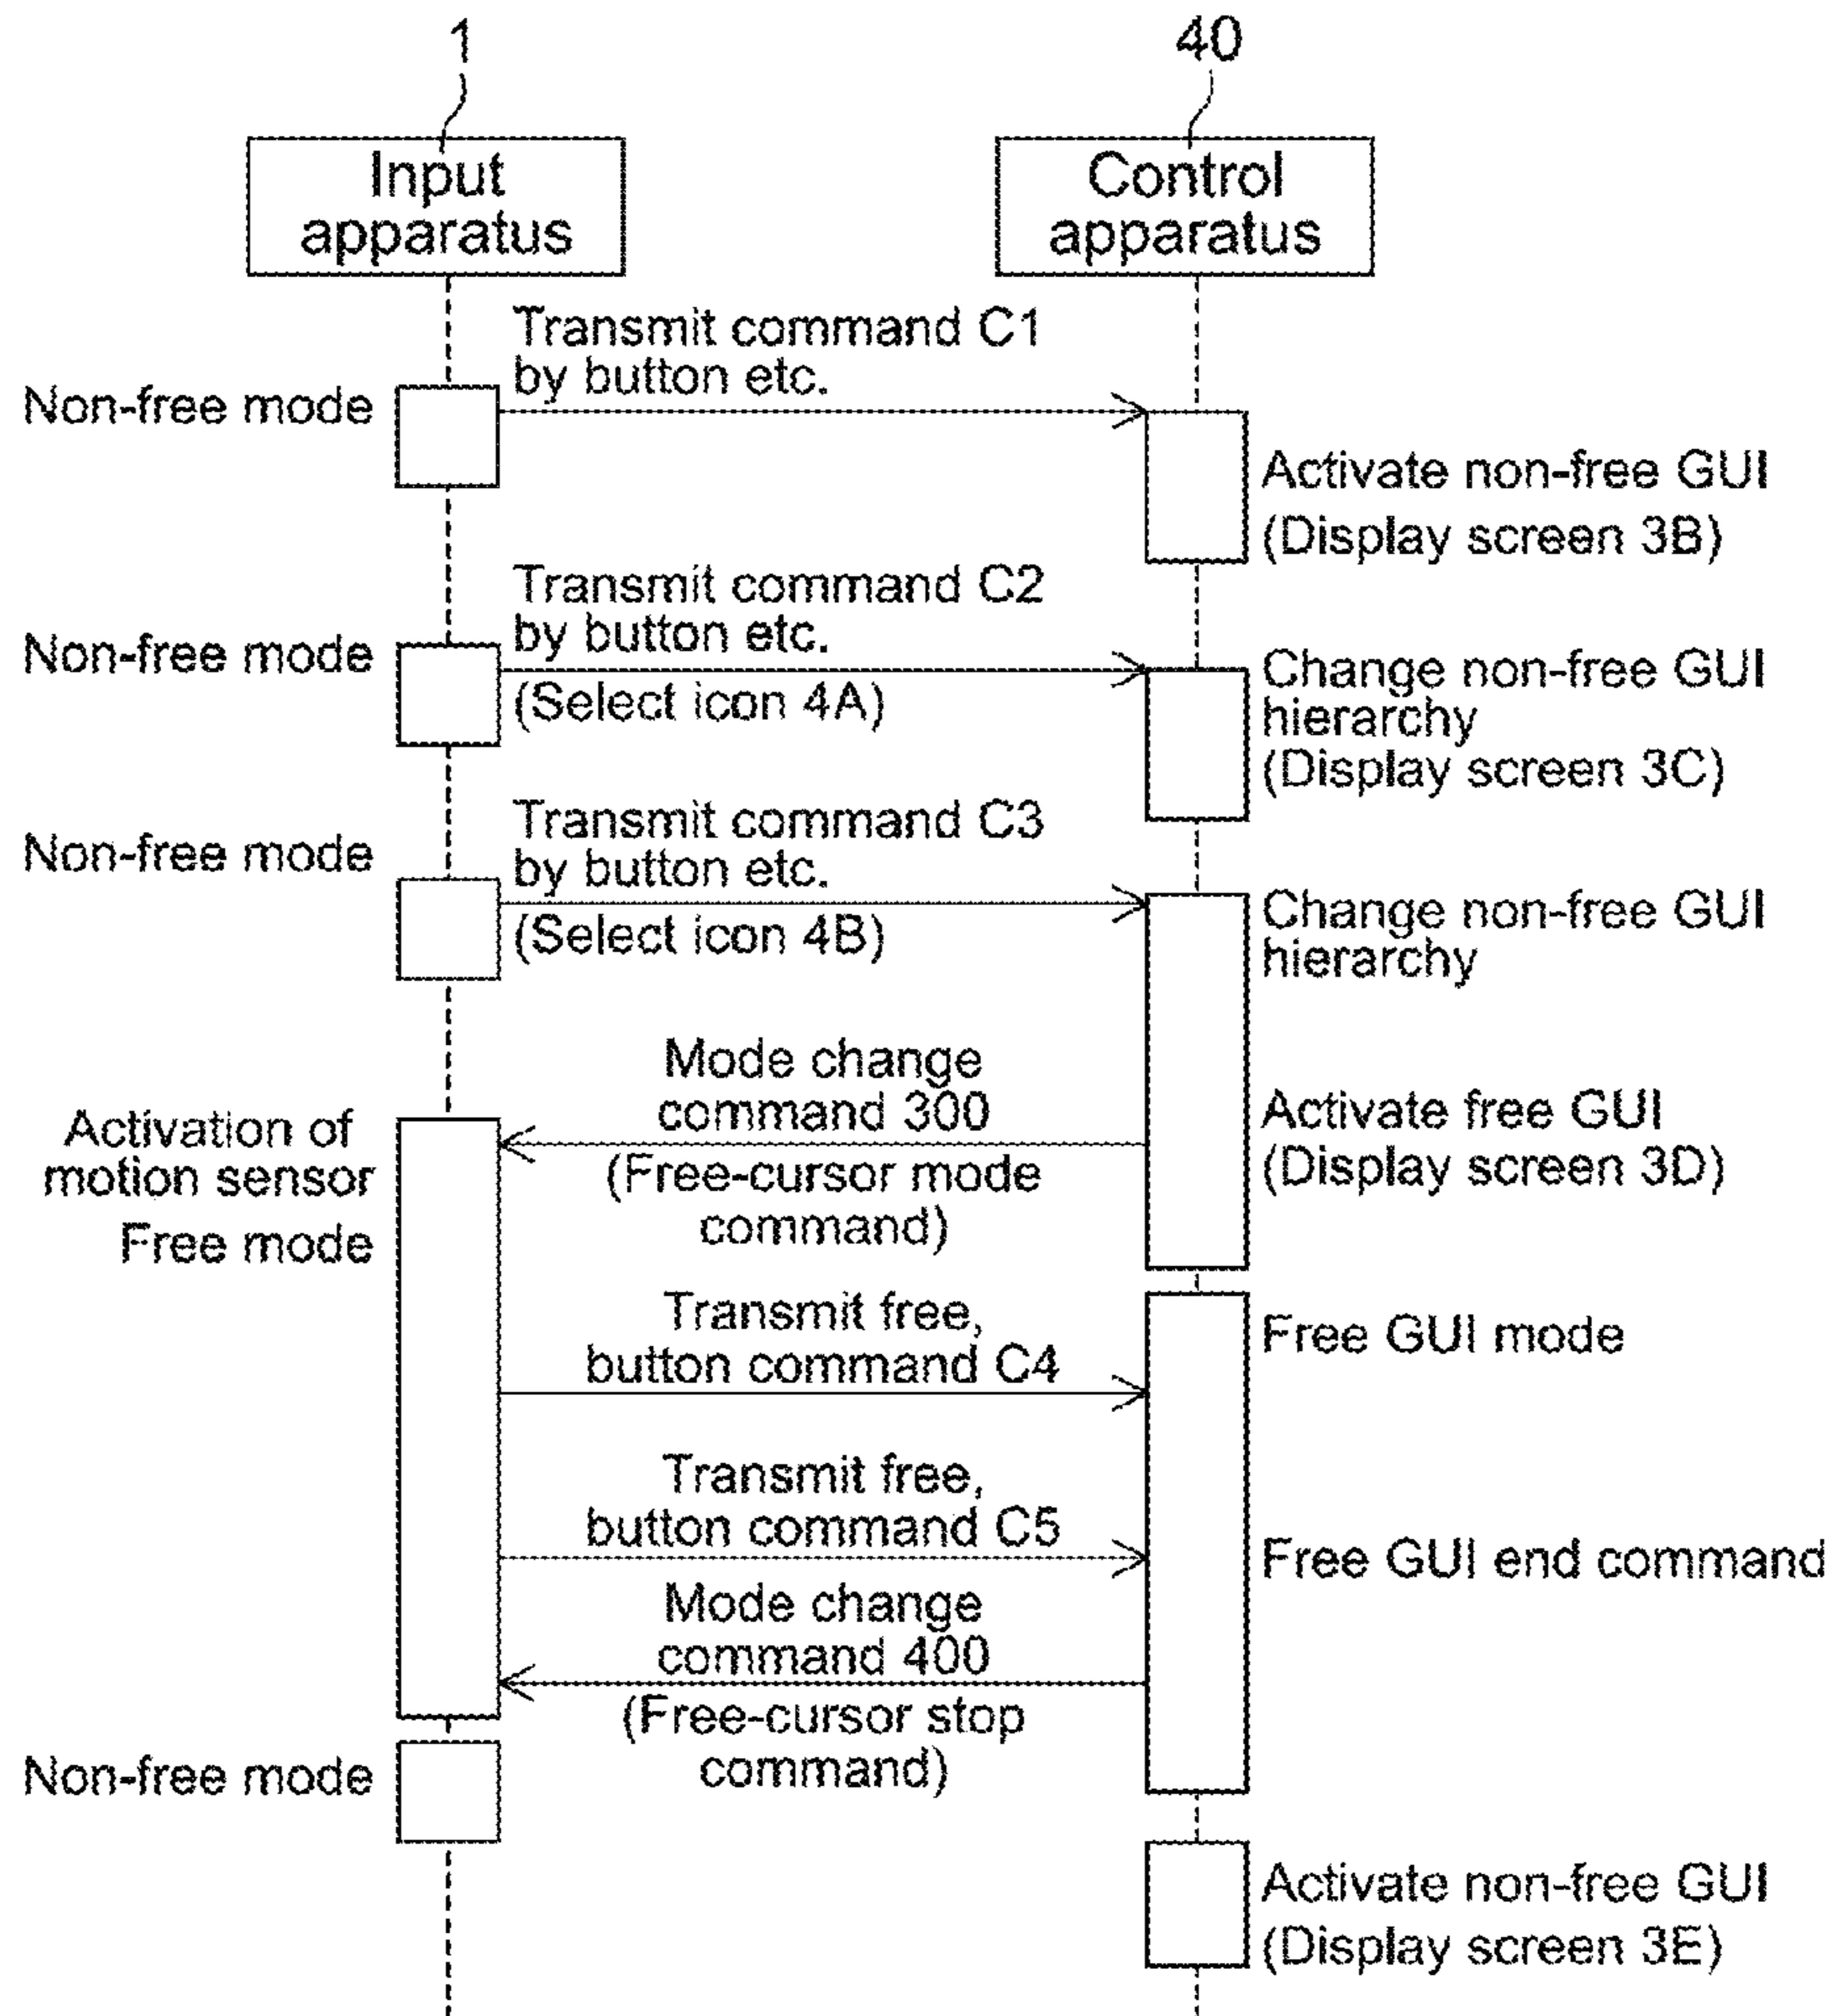 1
40
Input
apparatus
Control
apparatus
Transmit command C1
by button etc.
Non-free mode
Activate non-free GUI
(Display screen 3B)
Transmit command C2
by button etc.
Non-free mode
(Select icon 4A)
Change non-free GUI
hierarchy
(Display screen 3C)
Transmit command C3
by button etc.
Non-free mode
(Select icon 4B)
Change non-free GUI
hierarchy
Mode change
command 300
(Free-cursor mode
command)
Activate free GUI
(Display screen 3D)
Activation of
motion sensor
Free mode
Transmit free,
button command C4
Free GUI mode
Transmit free,
button command C5
Free GUI end command
Mode change
command 400
(Free-cursor stop
command)
Non-free mode
Activate non-free GUI
(Display screen 3E)